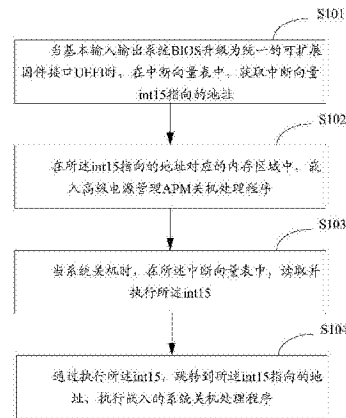 S101
当基本输入输出系统BIOS升级为统一的可扩展
固件接口UEFI时，在中断向量表中，获取中断向量
int15指向的地址
S102
在所述int15指向的地址对应的内存区域中，嵌
入高级电源管理APM关机处理程序
S103
当系统关机时，在所述中断向量表中，读取并
执行所述int15
S104
通过执行所述int15，跳转到所述int15指向的地
址、执行嵌入的系统关机处理程序